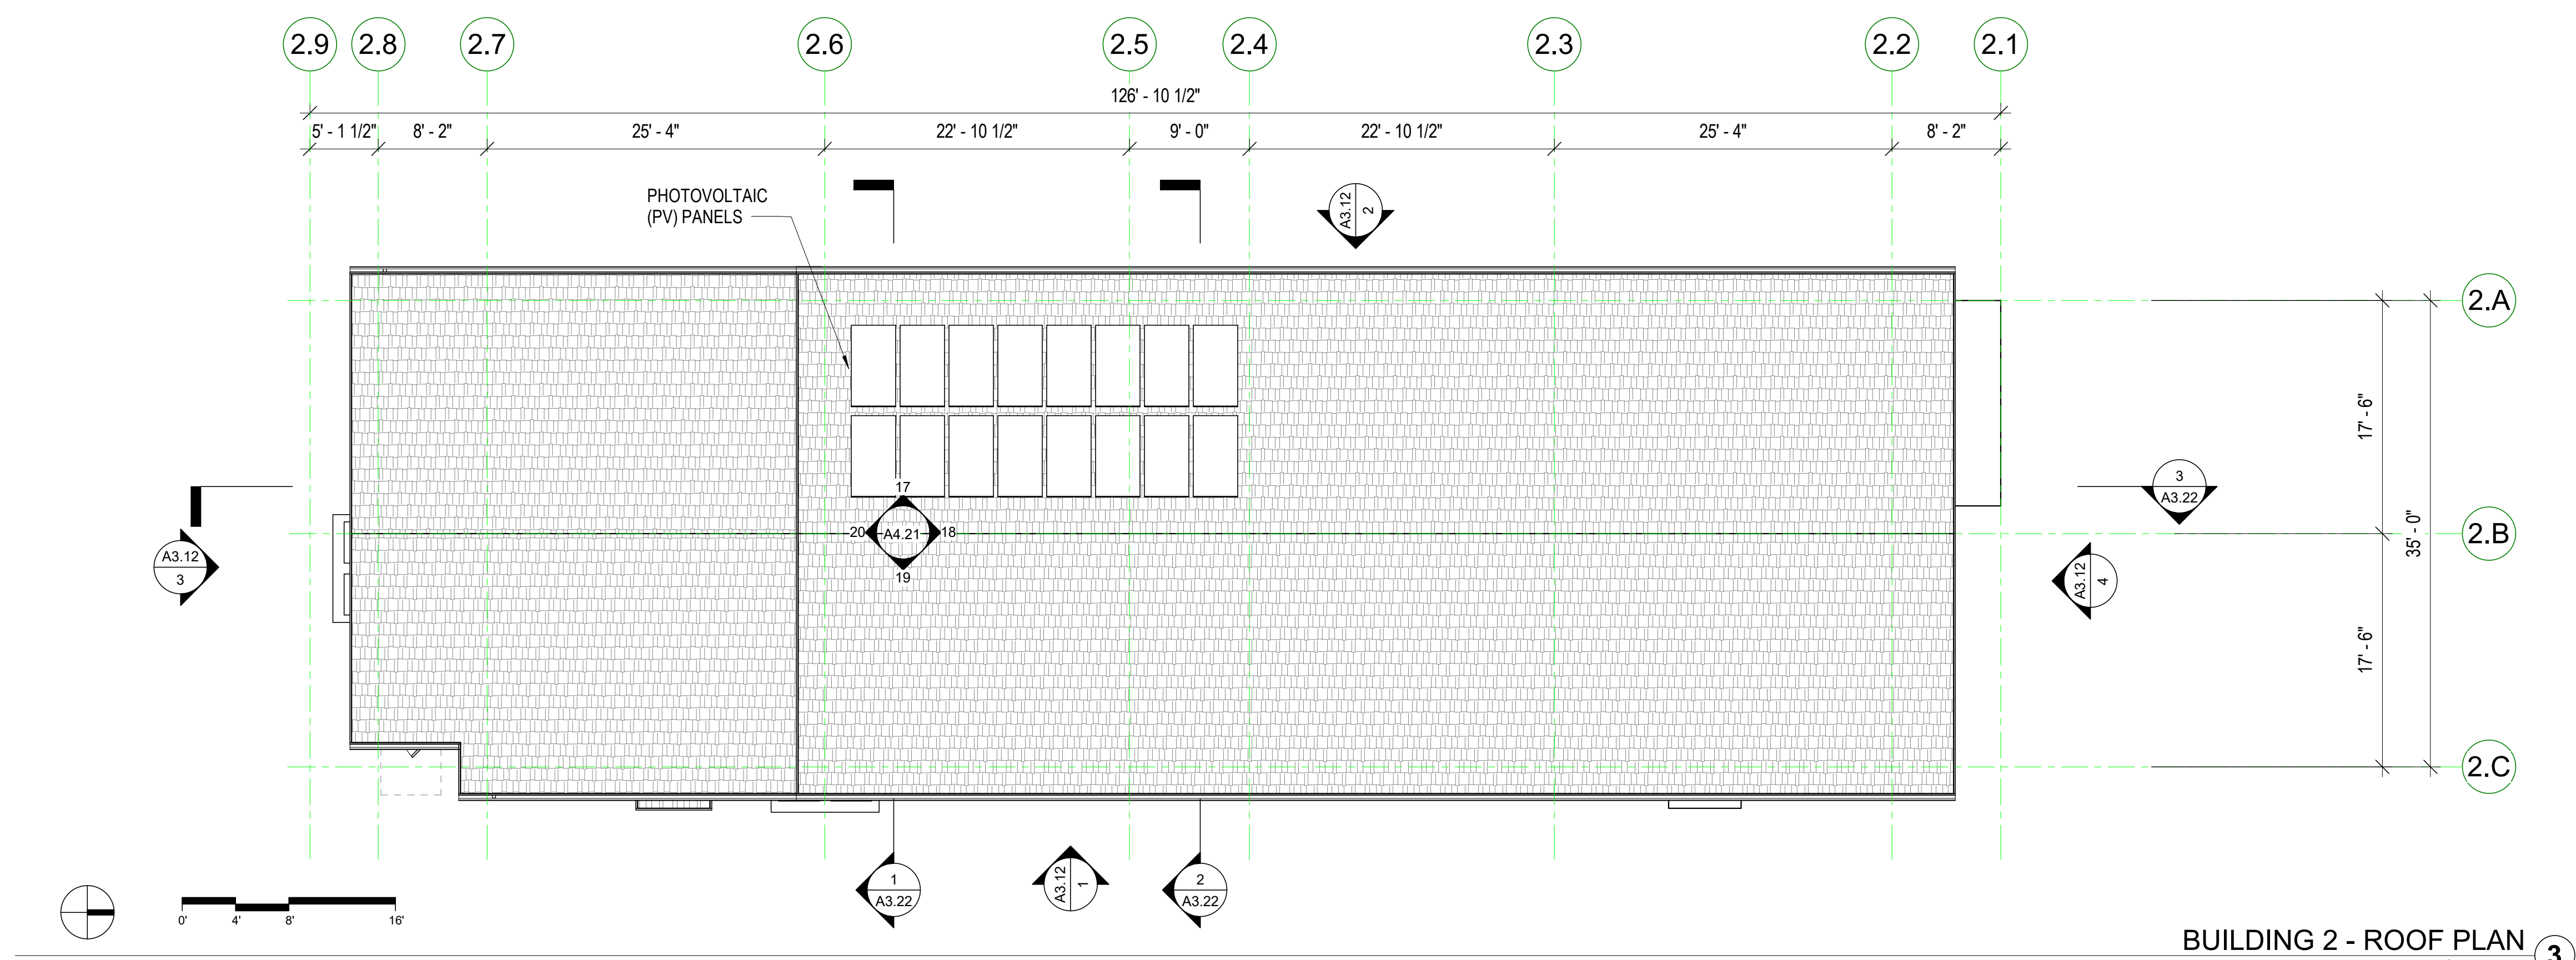 2.9 2.8 2.7 2.6 2.5 2.4 2.3 2.2 2.1
126' - 10 1/2"
5' - 1 1/2" 8' - 2" 25' - 4" 22' - 10 1/2" 9' - 0" 22' - 10 1/2" 25' - 4" 8' - 2"
PHOTOVOLTAIC
(PV) PANELS
A3.12
2
2.A
17' - 6"
17
20 A4.21 18
19
3
A3.22
A3.12
3
2.B
35' - 0"
A3.12
4
17' - 6"
2.C
1
A3.22
A3.12
1
2
A3.22
0' 4' 8' 16'
BUILDING 2 - ROOF PLAN
3